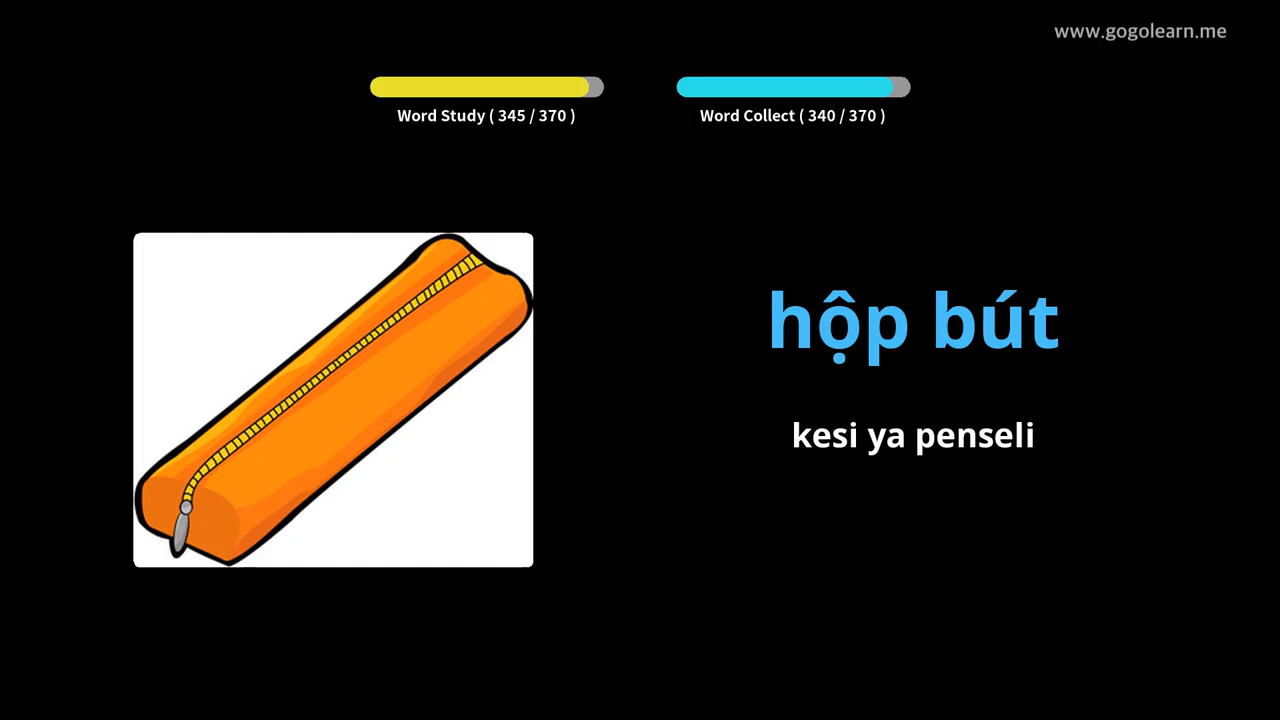 www.gogolearn.me
Word Study ( 345 / 370 )
Word Collect ( 340 / 370 )
hộp bút
kesi ya penseli